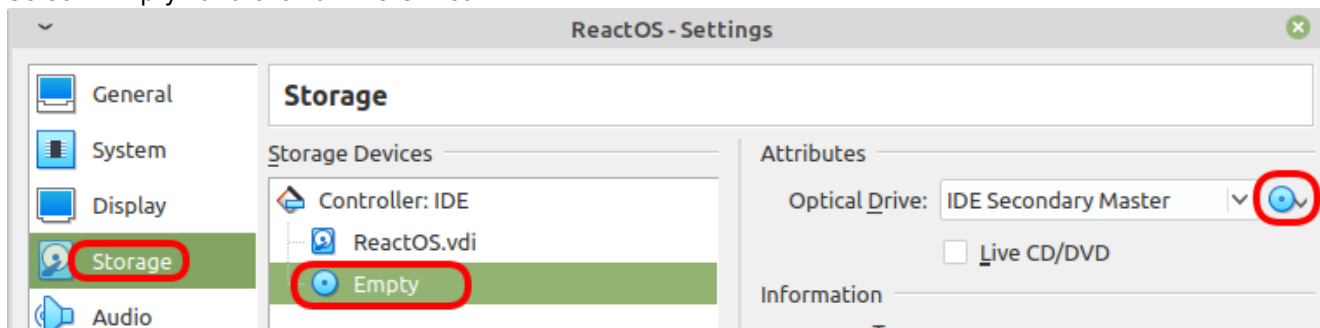 ReactOS - Settings
General
System
Display
Storage
Audio
Storage
Storage Devices
Controller: IDE
ReactOS.vdi
Empty
Attributes
Optical Drive: IDE Secondary Master
Live CD/DVD
Information